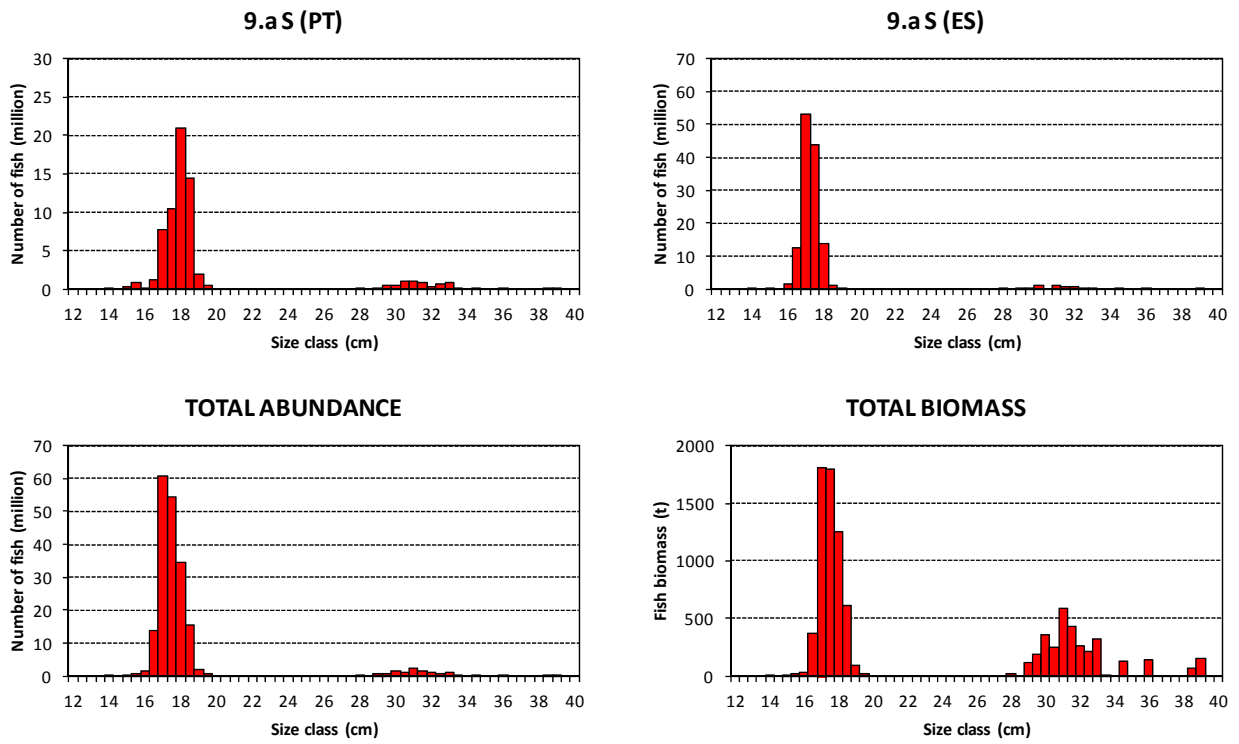 9.a S (PT)
30
25
20
15
10
5
0
Number of fish (million)
12 14 16 18 20 22 24 26 28 30 32 34 36 38 40
Size class (cm)
9.a S (ES)
70
60
50
40
30
20
10
0
Number of fish (million)
12 14 16 18 20 22 24 26 28 30 32 34 36 38 40
Size class (cm)
TOTAL ABUNDANCE
70
60
50
40
30
20
10
0
Number of fish (million)
12 14 16 18 20 22 24 26 28 30 32 34 36 38 40
Size class (cm)
TOTAL BIOMASS
2000
1500
1000
500
0
Fish biomass (t)
12 14 16 18 20 22 24 26 28 30 32 34 36 38 40
Size class (cm)